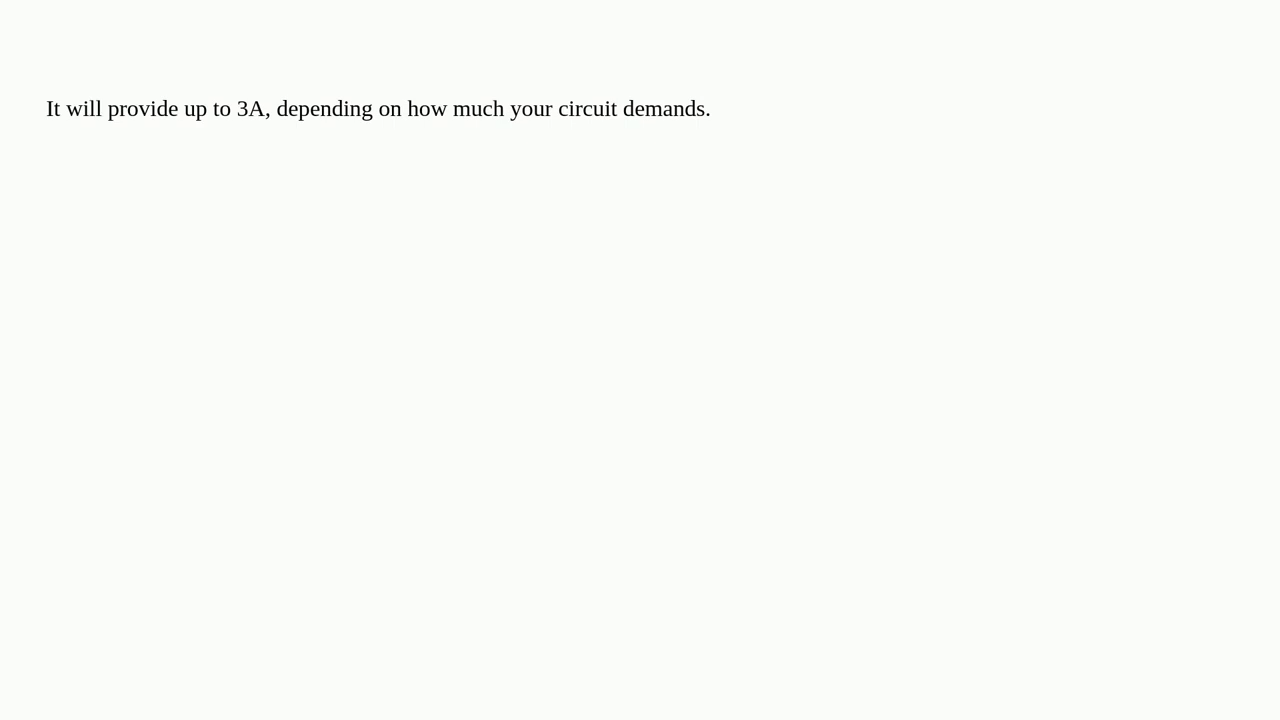 It will provide up to 3A, depending on how much your circuit demands.